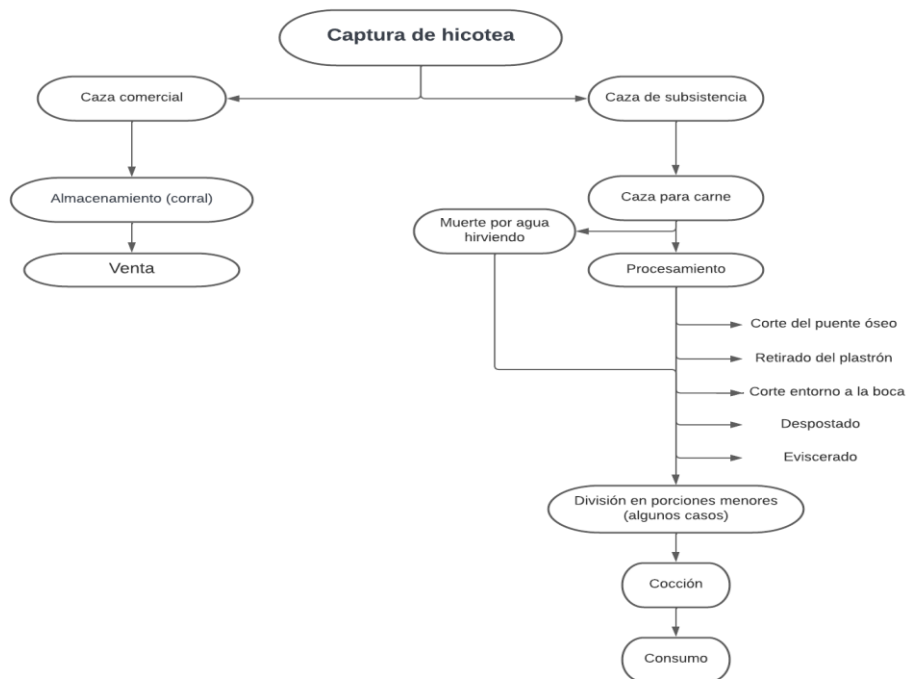 Captura de hicotea
Caza comercial
Caza de subsistencia
Almacenamiento (corral)
Caza para carne
Muerte por agua
hirviendo
Venta
Procesamiento
Corte del puente óseo
Retirado del plastrón
Corte entorno a la boca
Despostado
Eviscerado
División en porciones menores
(algunos casos)
Cocción
Consumo